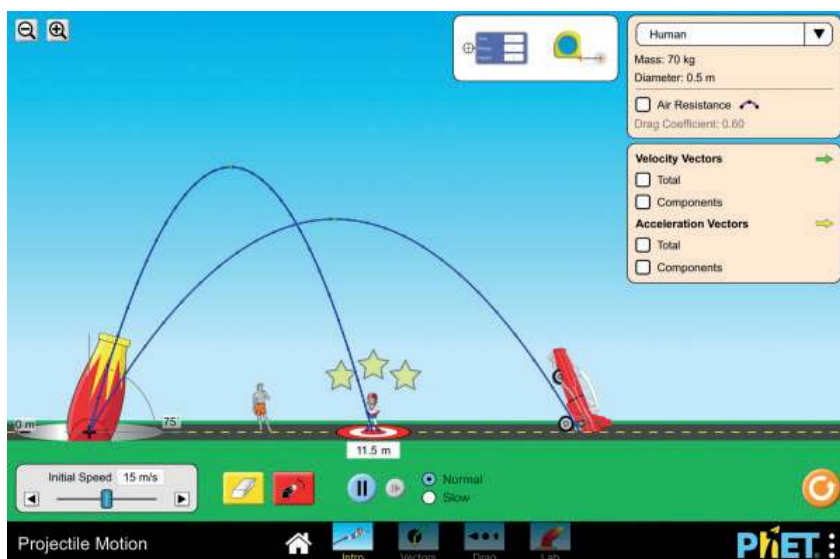 Human
Mass: 70 kg
Diameter: 0.5 m
Air Resistance
Drag Coefficient: 0.60
Velocity Vectors
Total
Components
Acceleration Vectors
Total
Components
0 m
75°
11.5 m
Initial Speed 15 m/s
Normal
Slow
Projectile Motion
Intro
Vectors
Drag
Lab
PhET